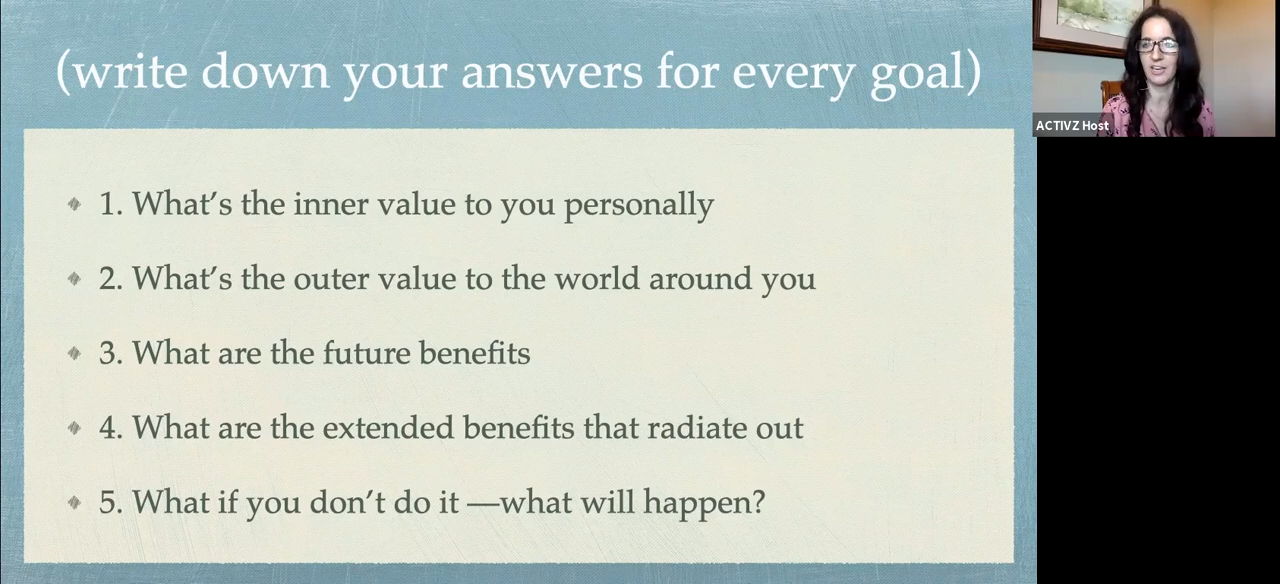 (write down your answers for every goal)
1. What’s the inner value to you personally
2. What’s the outer value to the world around you
3. What are the future benefits
4. What are the extended benefits that radiate out
5. What if you don’t do it —what will happen?
ACTIVZ Host